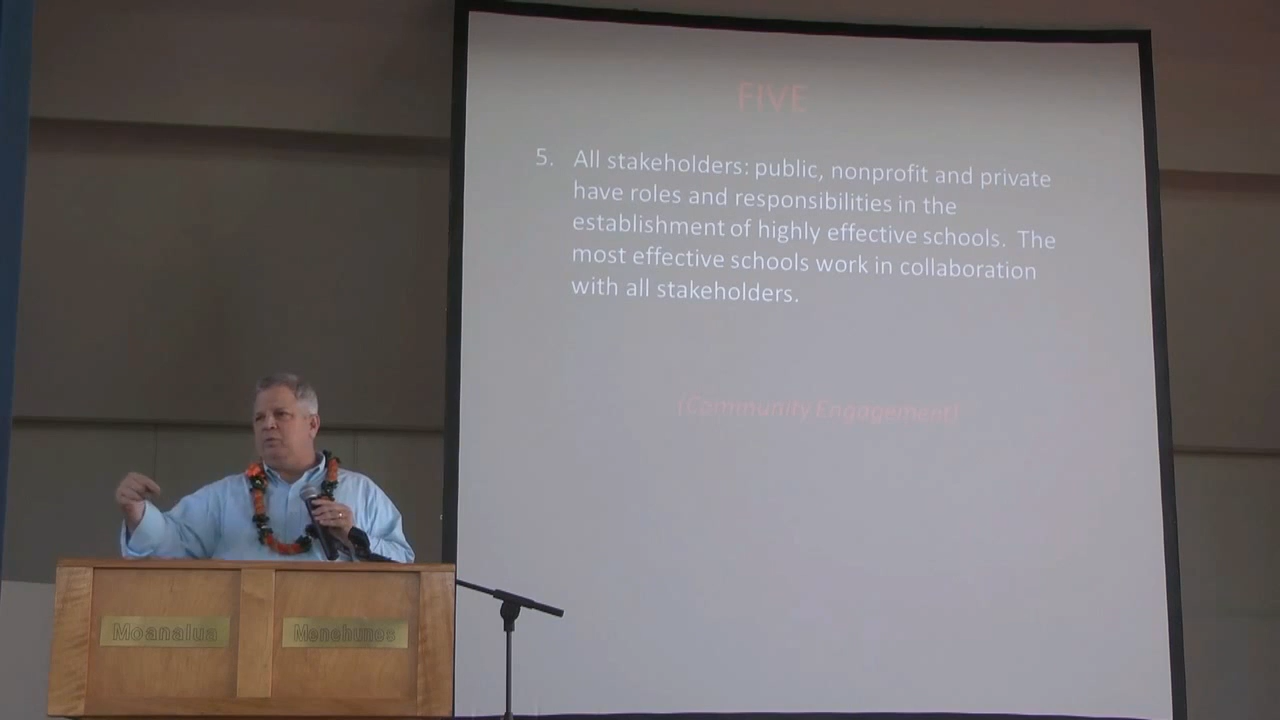 FIVE
5. All stakeholders: public, nonprofit and private
have roles and responsibilities in the
establishment of highly effective schools. The
most effective schools work in collaboration
with all stakeholders.
(Community Engagement)
Moanalua
Menehunes